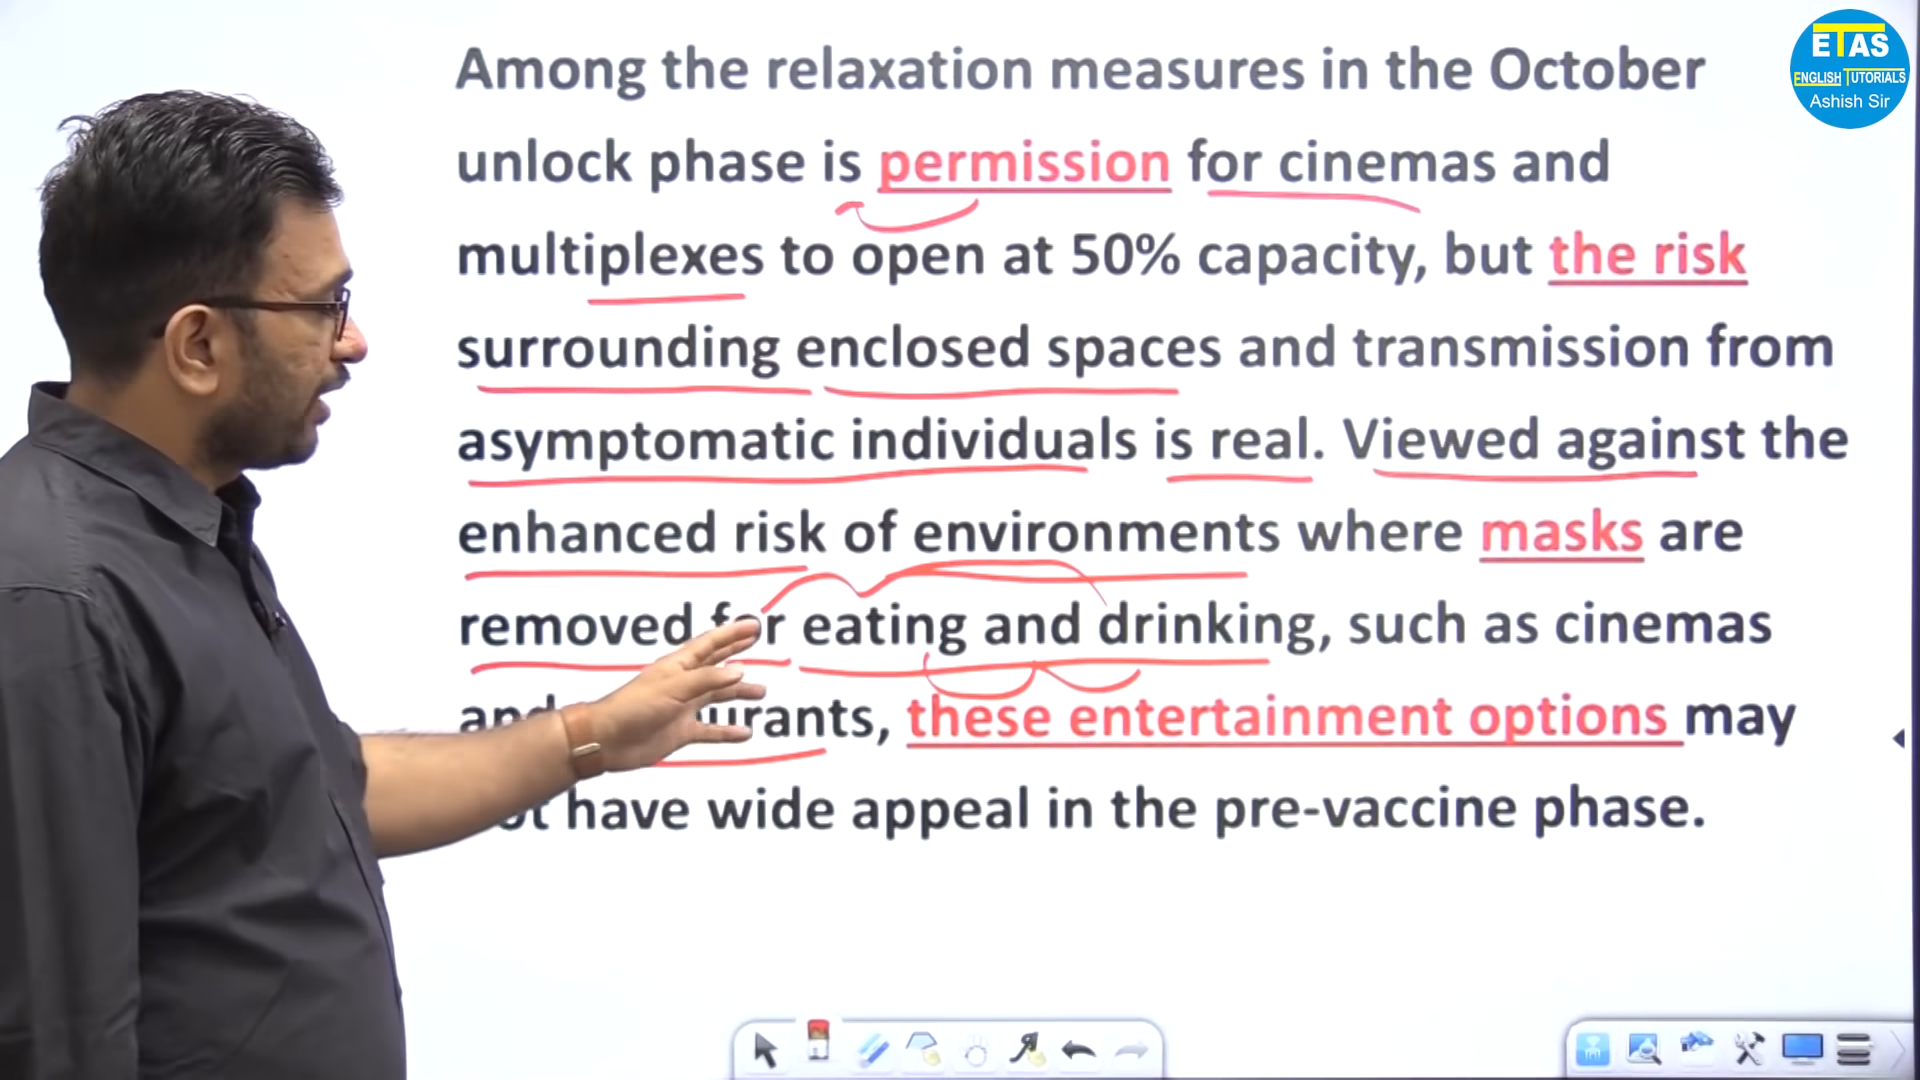 Among the relaxation measures in the October
unlock phase is permission for cinemas and
multiplexes to open at 50% capacity, but the risk
surrounding enclosed spaces and transmission from
asymptomatic individuals is real. Viewed against the
enhanced risk of environments where masks are
removed for eating and drinking, such as cinemas
and these entertainment options may
have wide appeal in the pre-vaccine phase.
ETAS
ENGLISH TUTORIALS
Ashish Sir